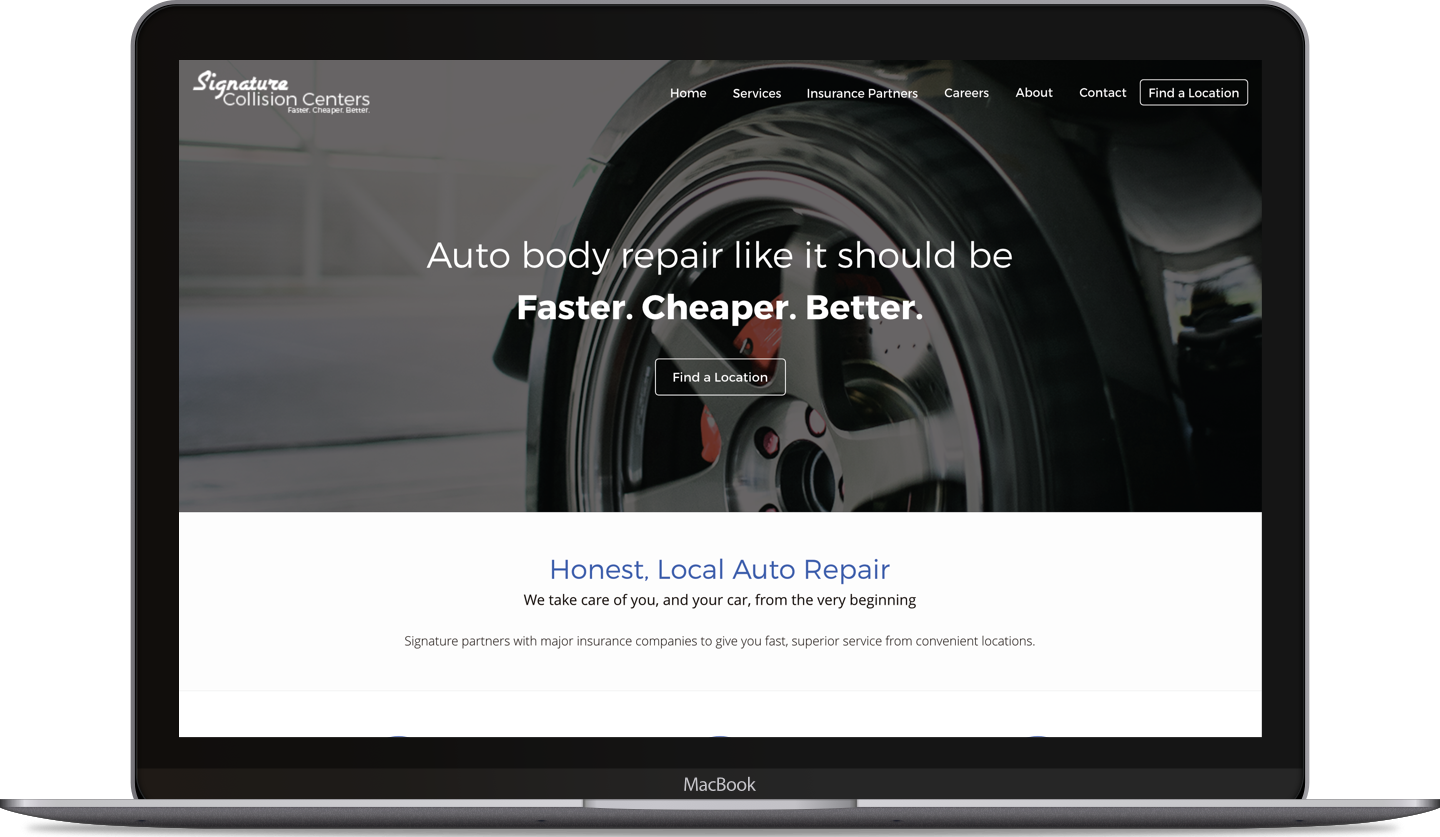 Signature
Collision Centers
Faster. Cheaper. Better.
Home Services Insurance Partners Careers About Contact Find a Location
Auto body repair like it should be
Faster. Cheaper. Better.
Find a Location
Honest, Local Auto Repair
We take care of you, and your car, from the very beginning
Signature partners with major insurance companies to give you fast, superior service from convenient locations.
MacBook